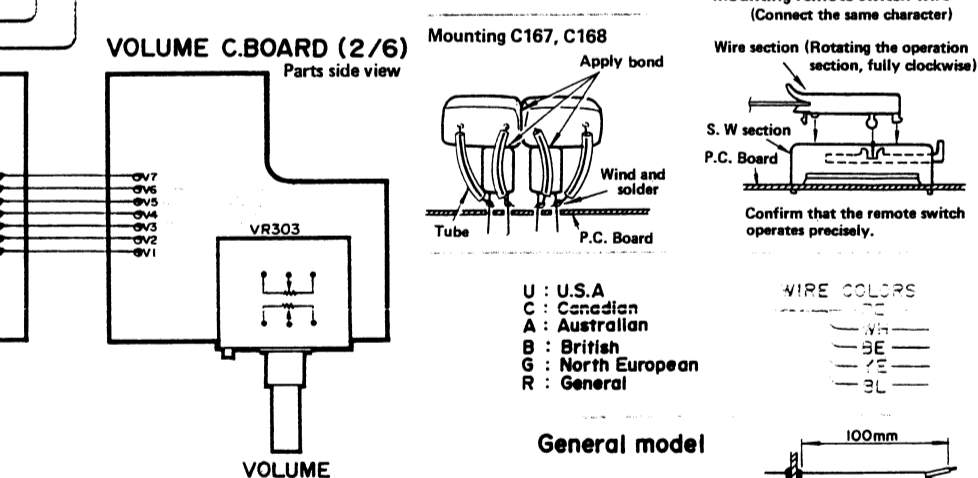 VOLUME C.BOARD (2/6)
Parts side view
V7
V6
V5
V4
V3
V2
V1
VR303
VOLUME
Mounting C167, C168
Apply bond
Wind and
solder
Tube
P.C. Board
U : U.S.A
C : Canadian
A : Australian
B : British
G : North European
R : General
General model
(Connect the same character)
Wire section (Rotating the operation
section, fully clockwise)
S. W section
P.C. Board
Confirm that the remote switch
operates precisely.
WIRE COLORS
WH
BE
YE
BL
100mm